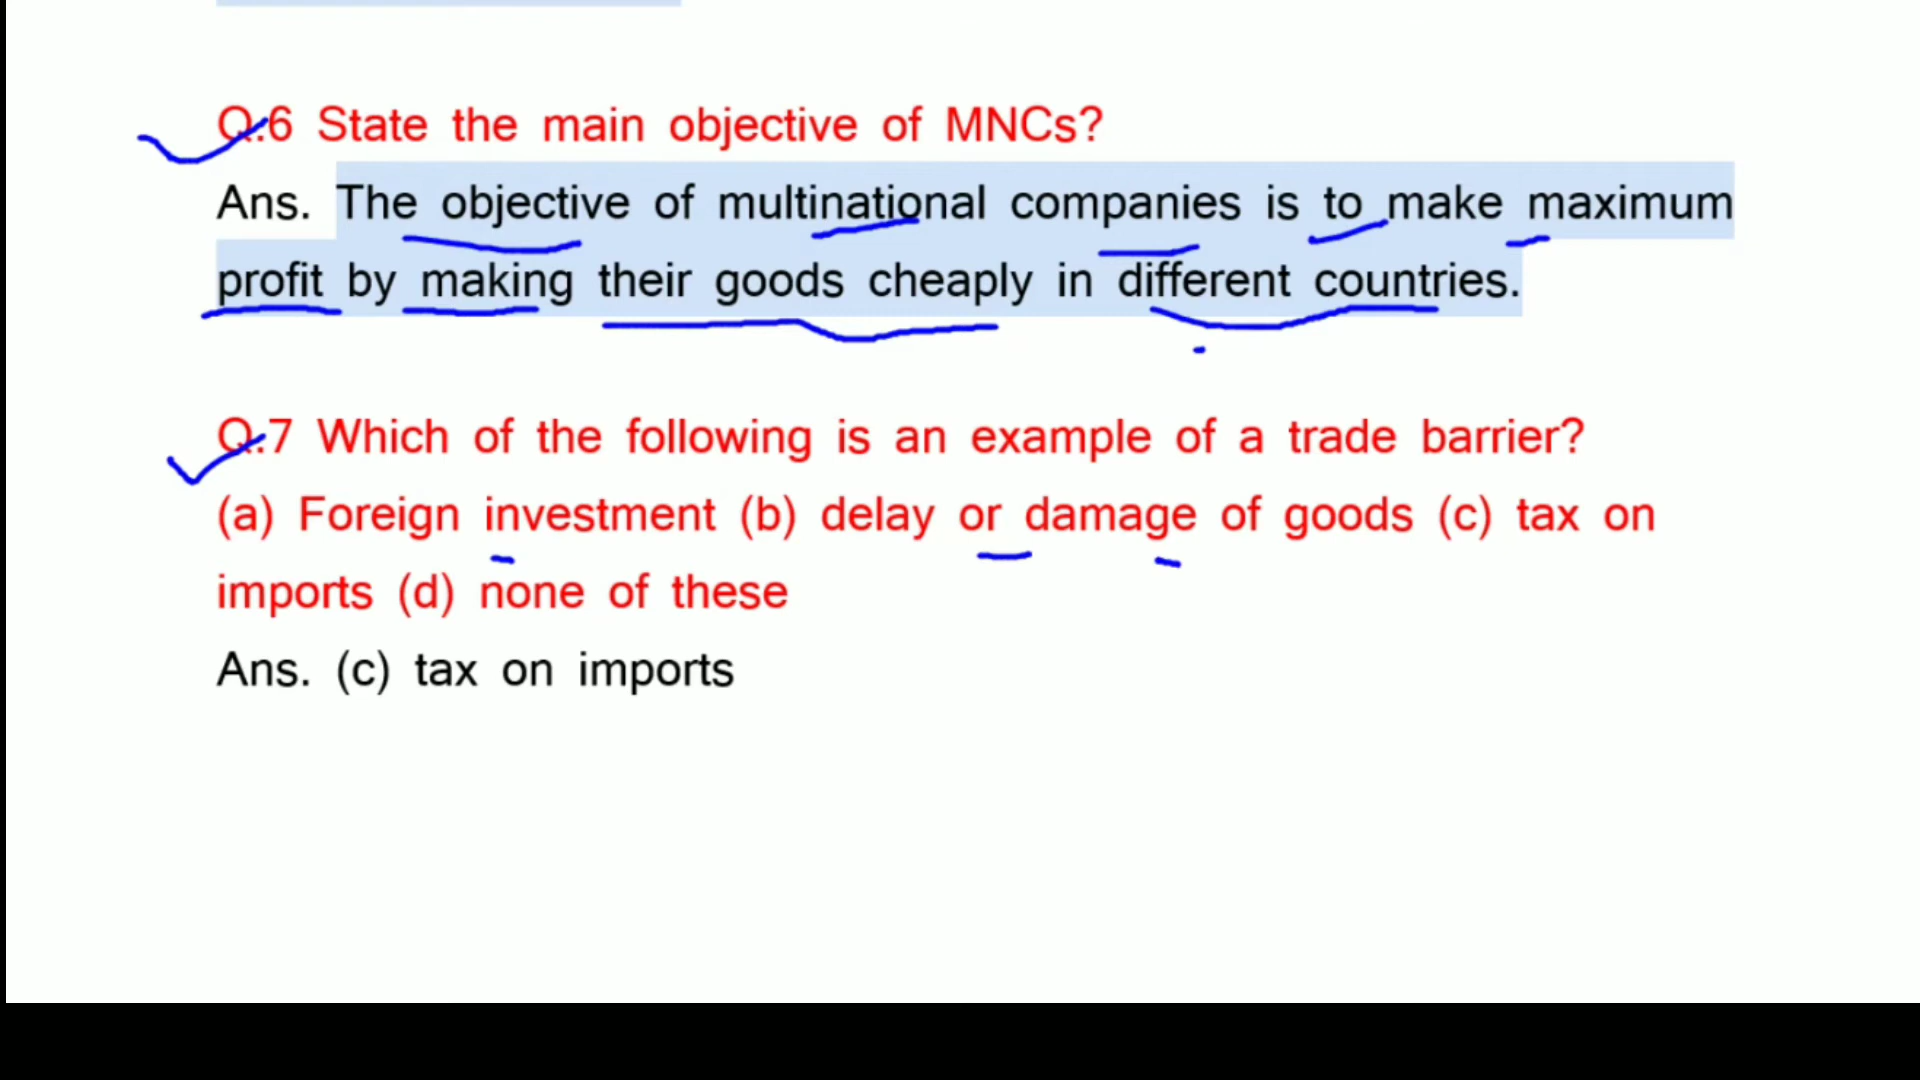 Q.6 State the main objective of MNCs?
Ans. The objective of multinational companies is to make maximum
profit by making their goods cheaply in different countries.
Q.7 Which of the following is an example of a trade barrier?
(a) Foreign investment (b) delay or damage of goods (c) tax on
imports (d) none of these
Ans. (c) tax on imports